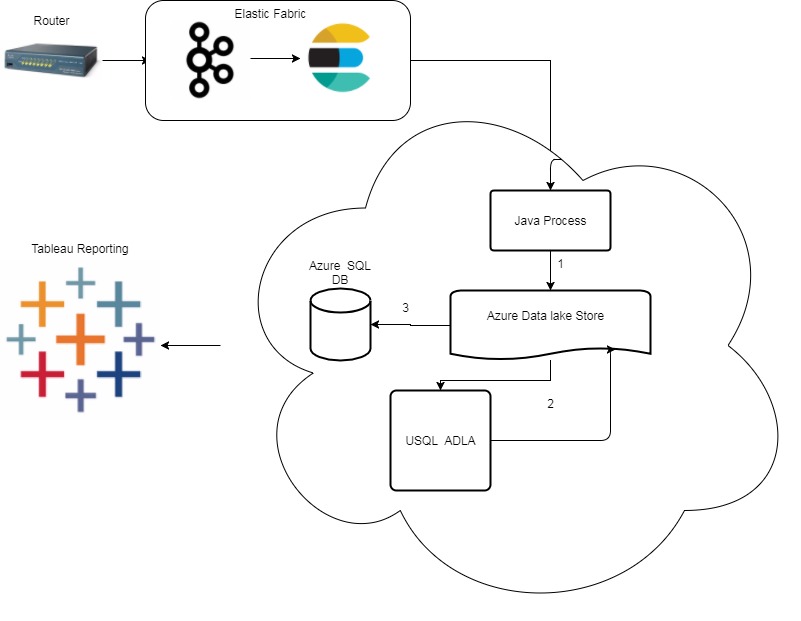 Router
Elastic Fabric
Java Process
1
Tableau Reporting
Azure SQL
DB
3
Azure Data lake Store
2
USQL ADLA